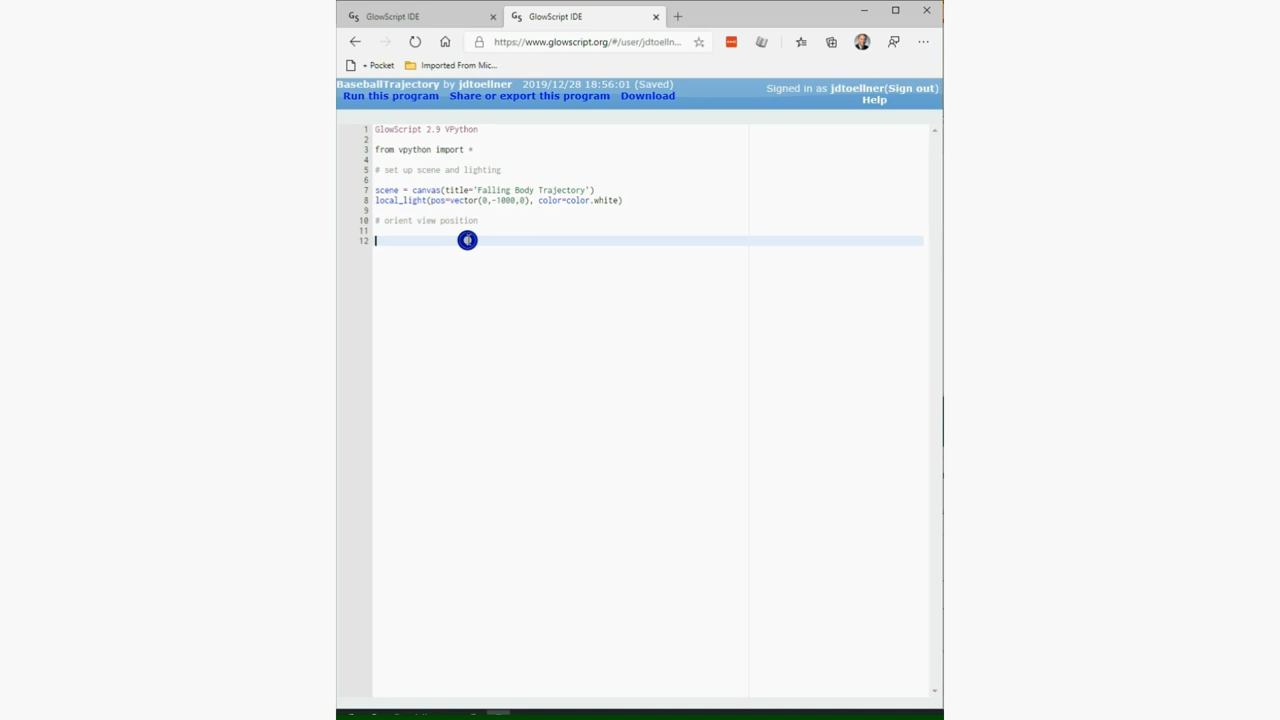 GlowScript IDE
GlowScript IDE
https://www.glowscript.org/#/user/jdtoelln...
+ Pocket Imported From Mic...
BaseballTrajectory by jdtoellner 2019/12/28 18:56:01 (Saved)
Signed in as jdtoellner(Sign out)
Run this program Share or export this program Download
Help
1 GlowScript 2.9 VPython
2
3 from vpython import *
4
5 # set up scene and lighting
6
7 scene = canvas(title='Falling Body Trajectory')
8 local_light(pos=vector(0,-1000,0), color=color.white)
9
10 # orient view position
11
12